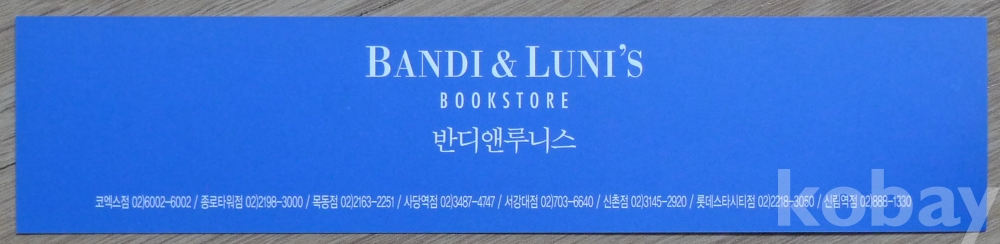 BANDI & LUNI'S
BOOKSTORE
반디앤루니스
코엑스점 02)6002-6002 / 종로타워점 02)2198-3000 / 목동점 02)2163-2251 / 사당역점 02)3487-4747 / 서강대점 02)703-6640 / 신촌점 02)3145-2920 / 롯데스타시티점 02)2218-3050 / 신림역점 02)888-1330
kobay